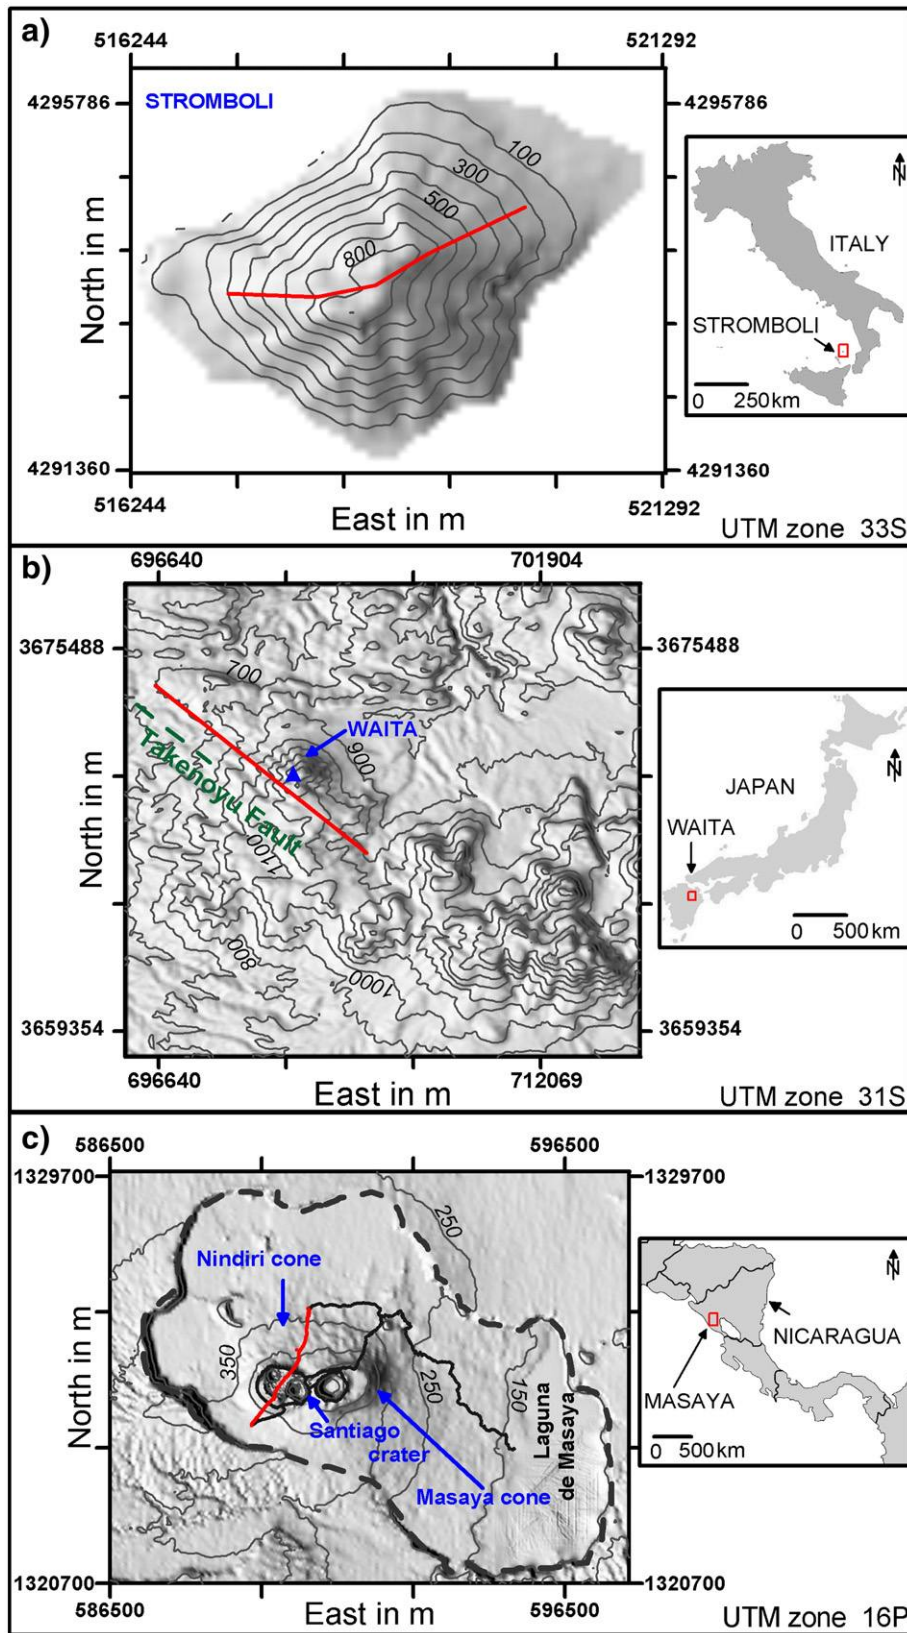 a)
516244
521292
4295786
STROMBOLI
4295786
100
300
500
800
North in m
N
ITALY
STROMBOLI
0 250km
4291360
4291360
516244
521292
East in m
UTM zone 33S
b)
696640
701904
3675488
3675488
700
WAITA
900
Takenoyu Fault
1100
800
1000
North in m
N
JAPAN
WAITA
0 500km
3659354
3659354
696640
712069
East in m
UTM zone 31S
c)
586500
596500
1329700
1329700
250
Nindiri cone
350
250
150
Santiago
crater
Masaya cone
Laguna
de Masaya
North in m
N
NICARAGUA
MASAYA
0 500km
1320700
1320700
586500
596500
East in m
UTM zone 16P